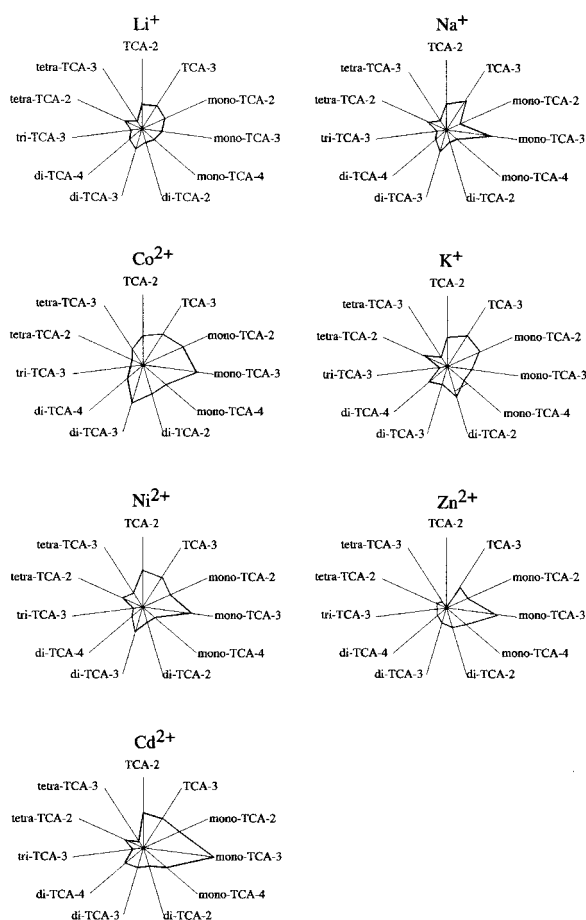 Li+
TCA-2
TCA-3
mono-TCA-2
mono-TCA-3
mono-TCA-4
di-TCA-2
di-TCA-3
di-TCA-4
tri-TCA-3
tetra-TCA-2
tetra-TCA-3
Na+
TCA-2
TCA-3
mono-TCA-2
mono-TCA-3
mono-TCA-4
di-TCA-2
di-TCA-3
di-TCA-4
tri-TCA-3
tetra-TCA-2
tetra-TCA-3
Co2+
TCA-2
TCA-3
mono-TCA-2
mono-TCA-3
mono-TCA-4
di-TCA-2
di-TCA-3
di-TCA-4
tri-TCA-3
tetra-TCA-2
tetra-TCA-3
K+
TCA-2
TCA-3
mono-TCA-2
mono-TCA-3
mono-TCA-4
di-TCA-2
di-TCA-3
di-TCA-4
tri-TCA-3
tetra-TCA-2
tetra-TCA-3
Ni2+
TCA-2
TCA-3
mono-TCA-2
mono-TCA-3
mono-TCA-4
di-TCA-2
di-TCA-3
di-TCA-4
tri-TCA-3
tetra-TCA-2
tetra-TCA-3
Zn2+
TCA-2
TCA-3
mono-TCA-2
mono-TCA-3
mono-TCA-4
di-TCA-2
di-TCA-3
di-TCA-4
tri-TCA-3
tetra-TCA-2
tetra-TCA-3
Cd2+
TCA-2
TCA-3
mono-TCA-2
mono-TCA-3
mono-TCA-4
di-TCA-2
di-TCA-3
di-TCA-4
tri-TCA-3
tetra-TCA-2
tetra-TCA-3